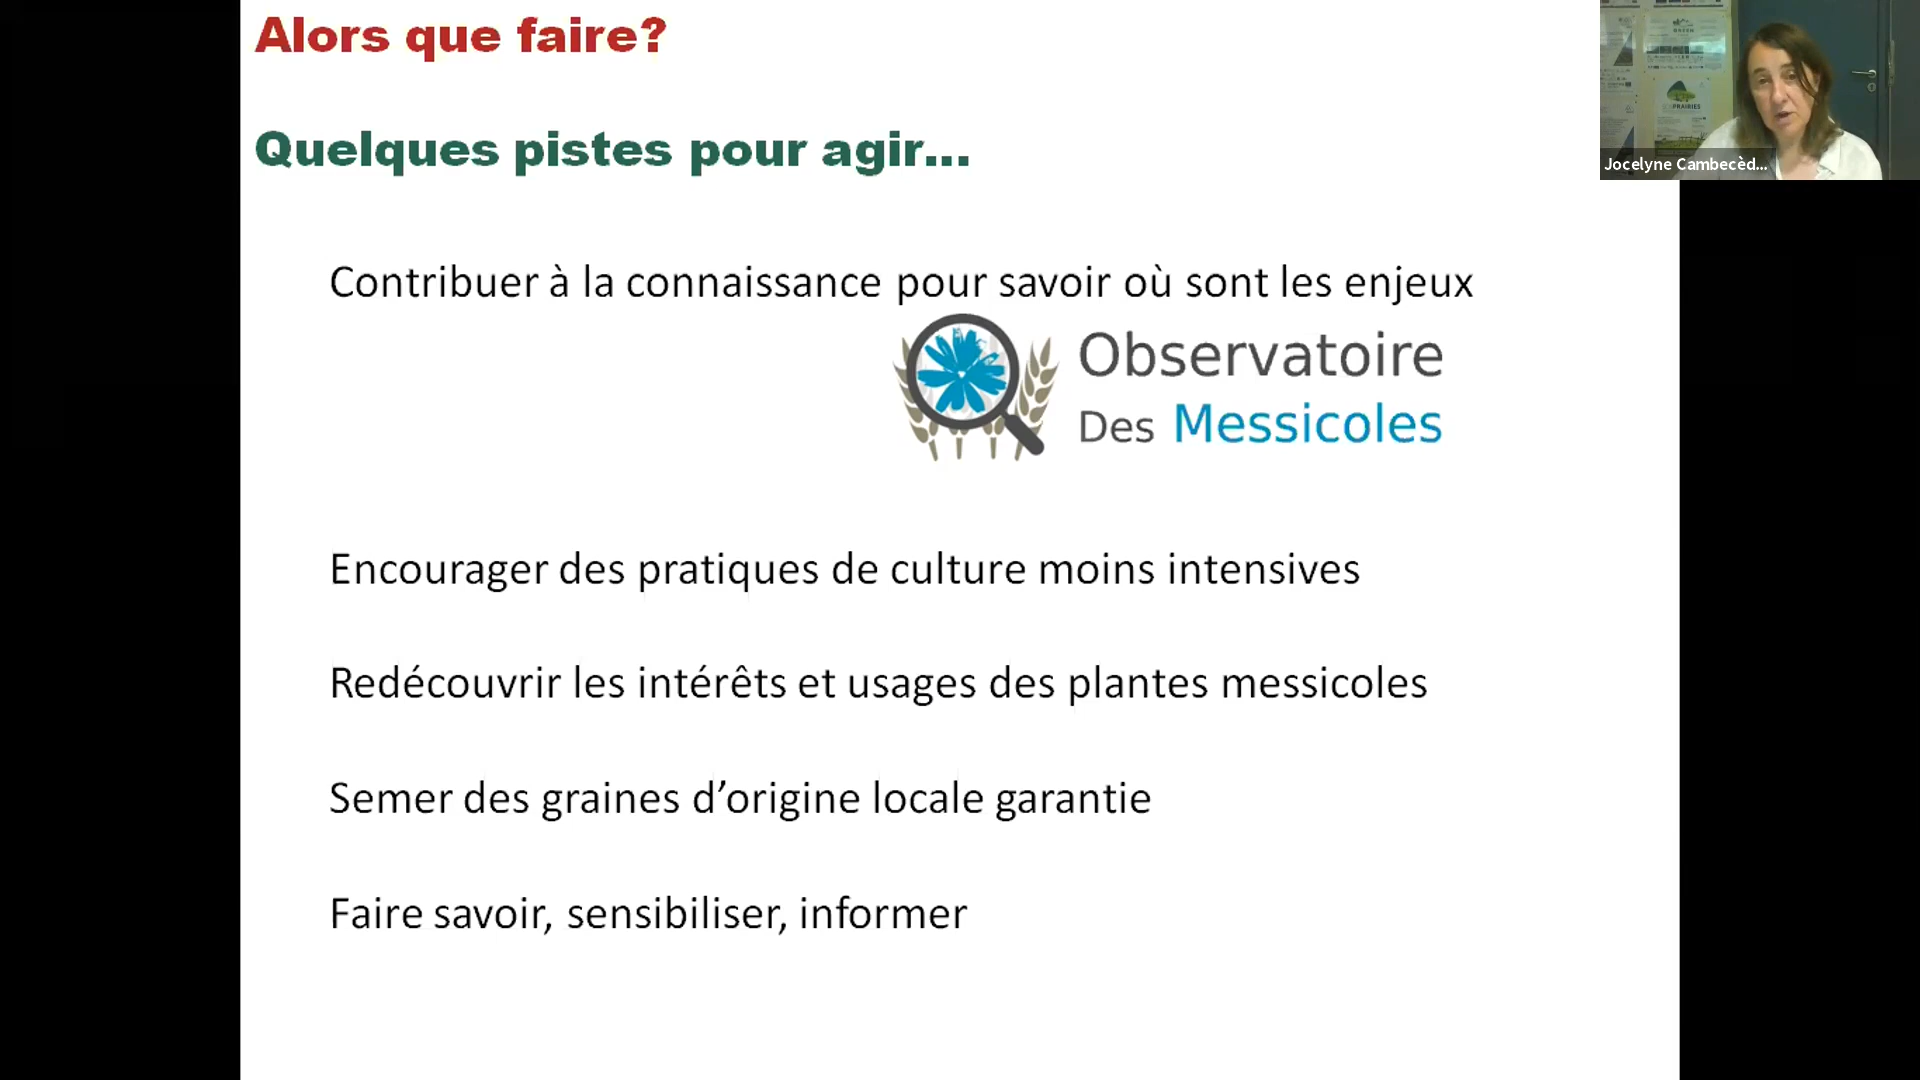 Alors que faire?
Quelques pistes pour agir...
Contribuer à la connaissance pour savoir où sont les enjeux
Observatoire
Des Messicoles
Encourager des pratiques de culture moins intensives
Redécouvrir les intérêts et usages des plantes messicoles
Semer des graines d’origine locale garantie
Faire savoir, sensibiliser, informer
PRAIRIES
Jocelyne Cambecèd...